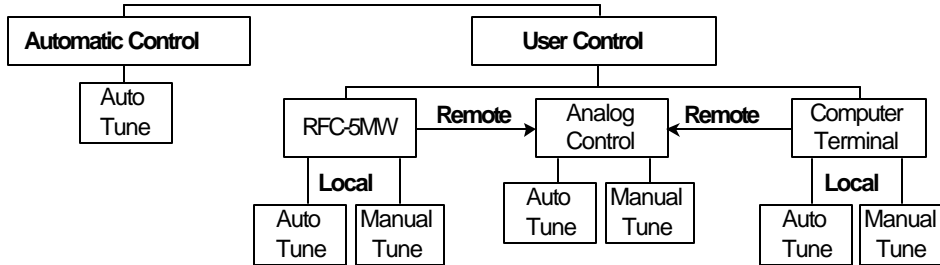 Automatic Control
User Control
Auto
Tune
RFC-5MW
Remote
Analog
Control
Remote
Computer
Terminal
Local
Auto
Tune
Manual
Tune
Auto
Tune
Manual
Tune
Local
Auto
Tune
Manual
Tune